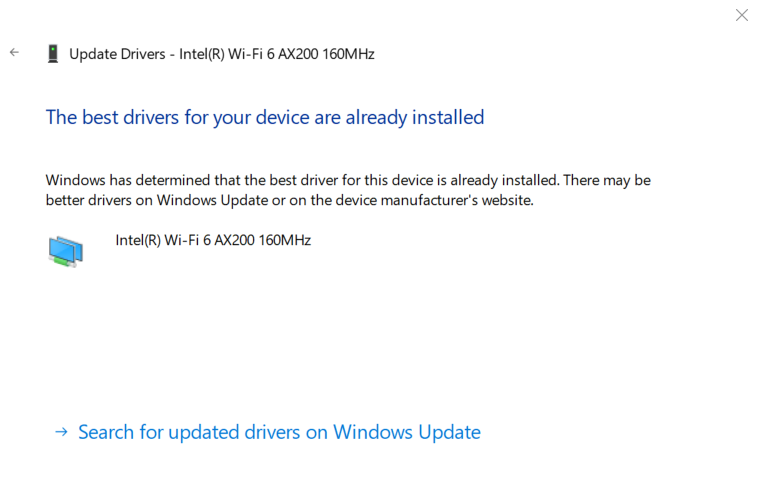 Update Drivers - Intel(R) Wi-Fi 6 AX200 160MHz
The best drivers for your device are already installed
Windows has determined that the best driver for this device is already installed. There may be
better drivers on Windows Update or on the device manufacturer's website.
Intel(R) Wi-Fi 6 AX200 160MHz
Search for updated drivers on Windows Update